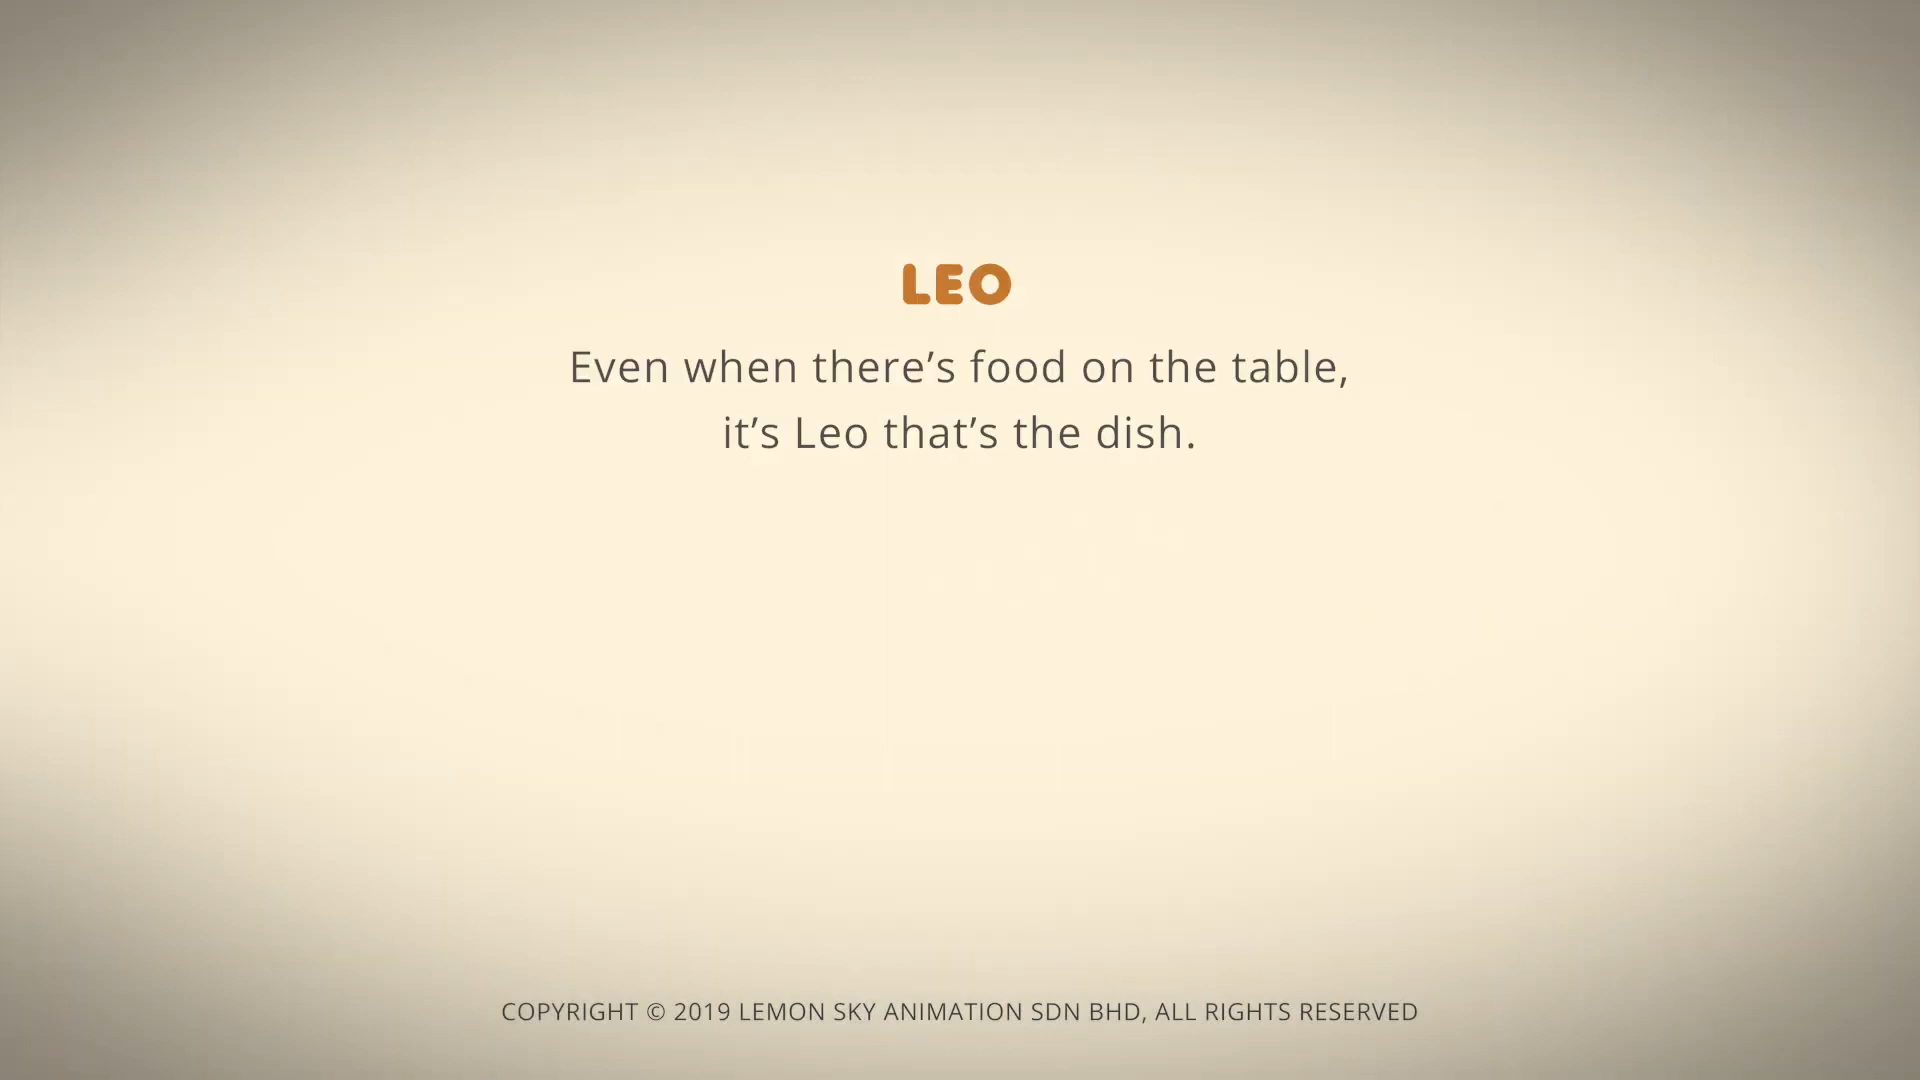 LEO
Even when there’s food on the table,
it’s Leo that’s the dish.
COPYRIGHT © 2019 LEMON SKY ANIMATION SDN BHD, ALL RIGHTS RESERVED